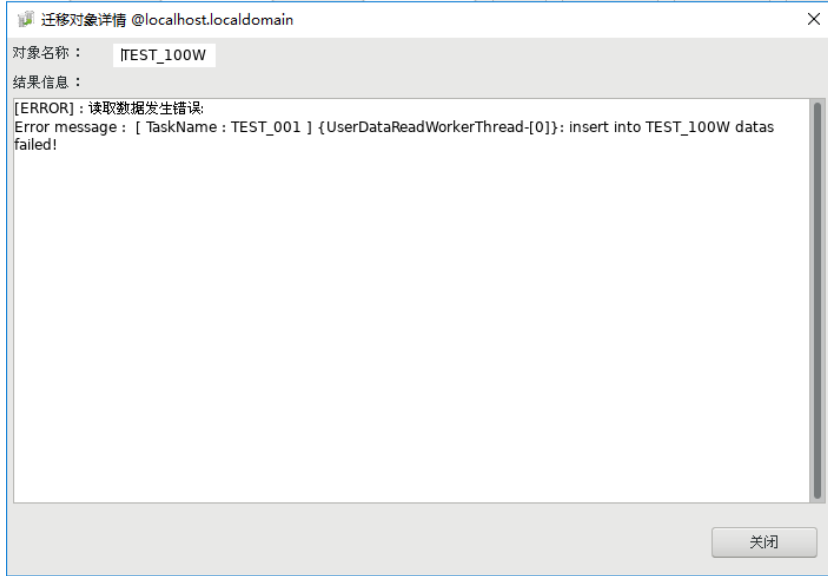 迁移对象详情 @localhost.localdomain
对象名称： TEST_100W
结果信息：
[ERROR] : 读取数据发生错误;
Error message : [ TaskName : TEST_001 ] {UserDataReadWorkerThread-[0]}: insert into TEST_100W datas
failed!
关闭